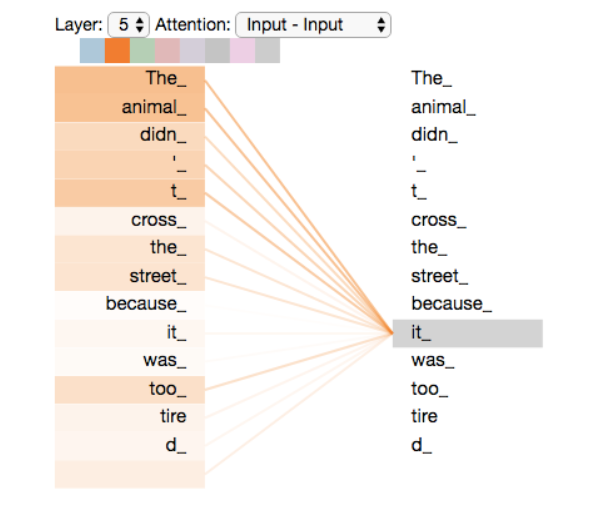 Layer: 5 Attention: Input - Input
The_ The_
animal_ animal_
didn_ didn_
'_ '_
t_ t_
cross_ cross_
the_ the_
street_ street_
because_ because_
it_ it_
was_ was_
too_ too_
tire tire
d_ d_